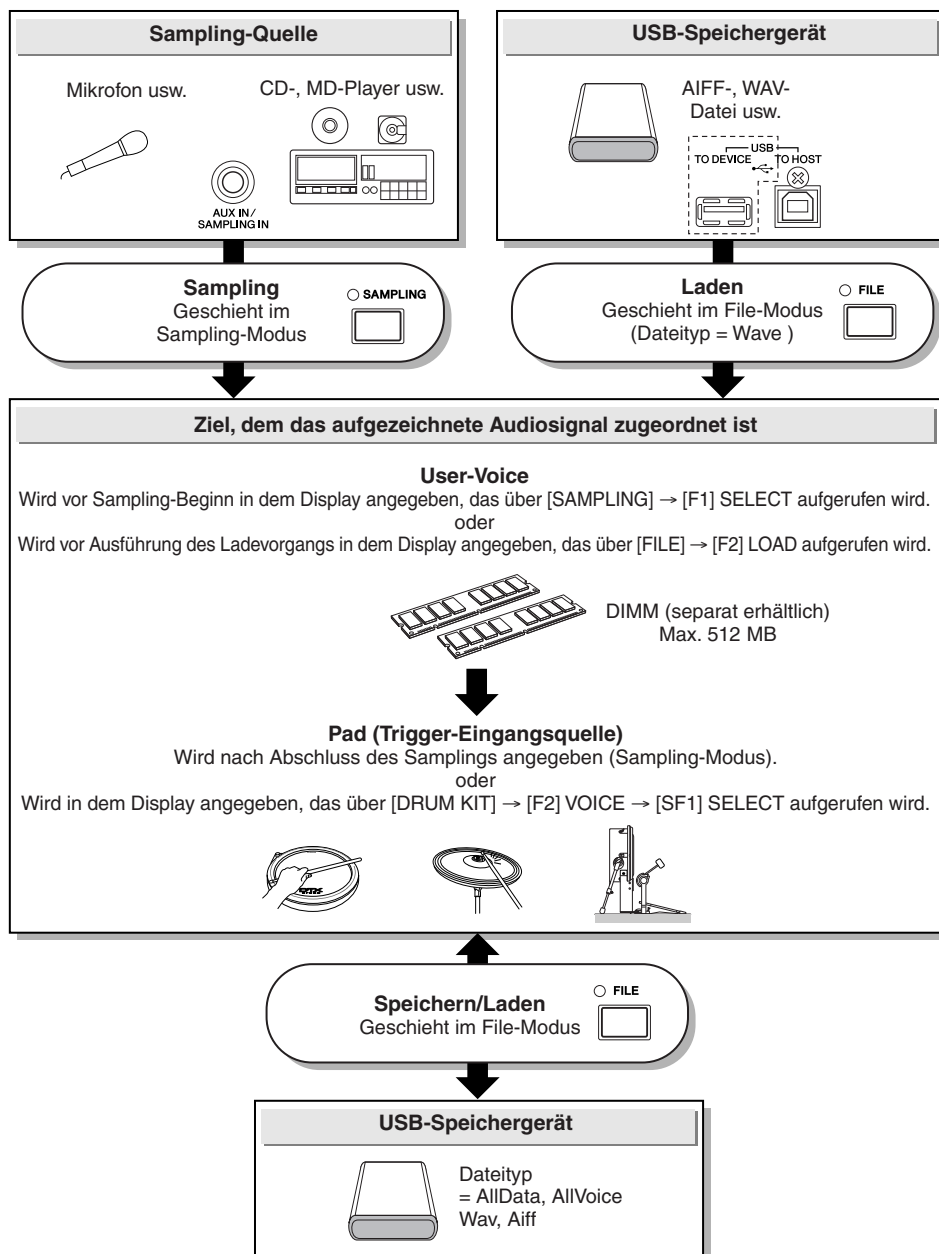 Sampling-Quelle
Mikrofon usw.
CD-, MD-Player usw.
AUX IN /
SAMPLING IN
USB-Speichergerät
AIFF-, WAV-
Datei usw.
USB
TO DEVICE
TO HOST
Sampling
Geschieht im
Sampling-Modus
SAMPLING
Laden
Geschieht im File-Modus
(Dateityp = Wave )
FILE
Ziel, dem das aufgezeichnete Audiosignal zugeordnet ist
User-Voice
Wird vor Sampling-Beginn in dem Display angegeben, das über [SAMPLING] → [F1] SELECT aufgerufen wird.
oder
Wird vor Ausführung des Ladevorgangs in dem Display angegeben, das über [FILE] → [F2] LOAD aufgerufen wird.
DIMM (separat erhältlich)
Max. 512 MB
Pad (Trigger-Eingangsquelle)
Wird nach Abschluss des Samplings angegeben (Sampling-Modus).
oder
Wird in dem Display angegeben, das über [DRUM KIT] → [F2] VOICE → [SF1] SELECT aufgerufen wird.
Speichern/Laden
Geschieht im File-Modus
FILE
USB-Speichergerät
Dateityp
= AllData, AllVoice
Wav, Aiff